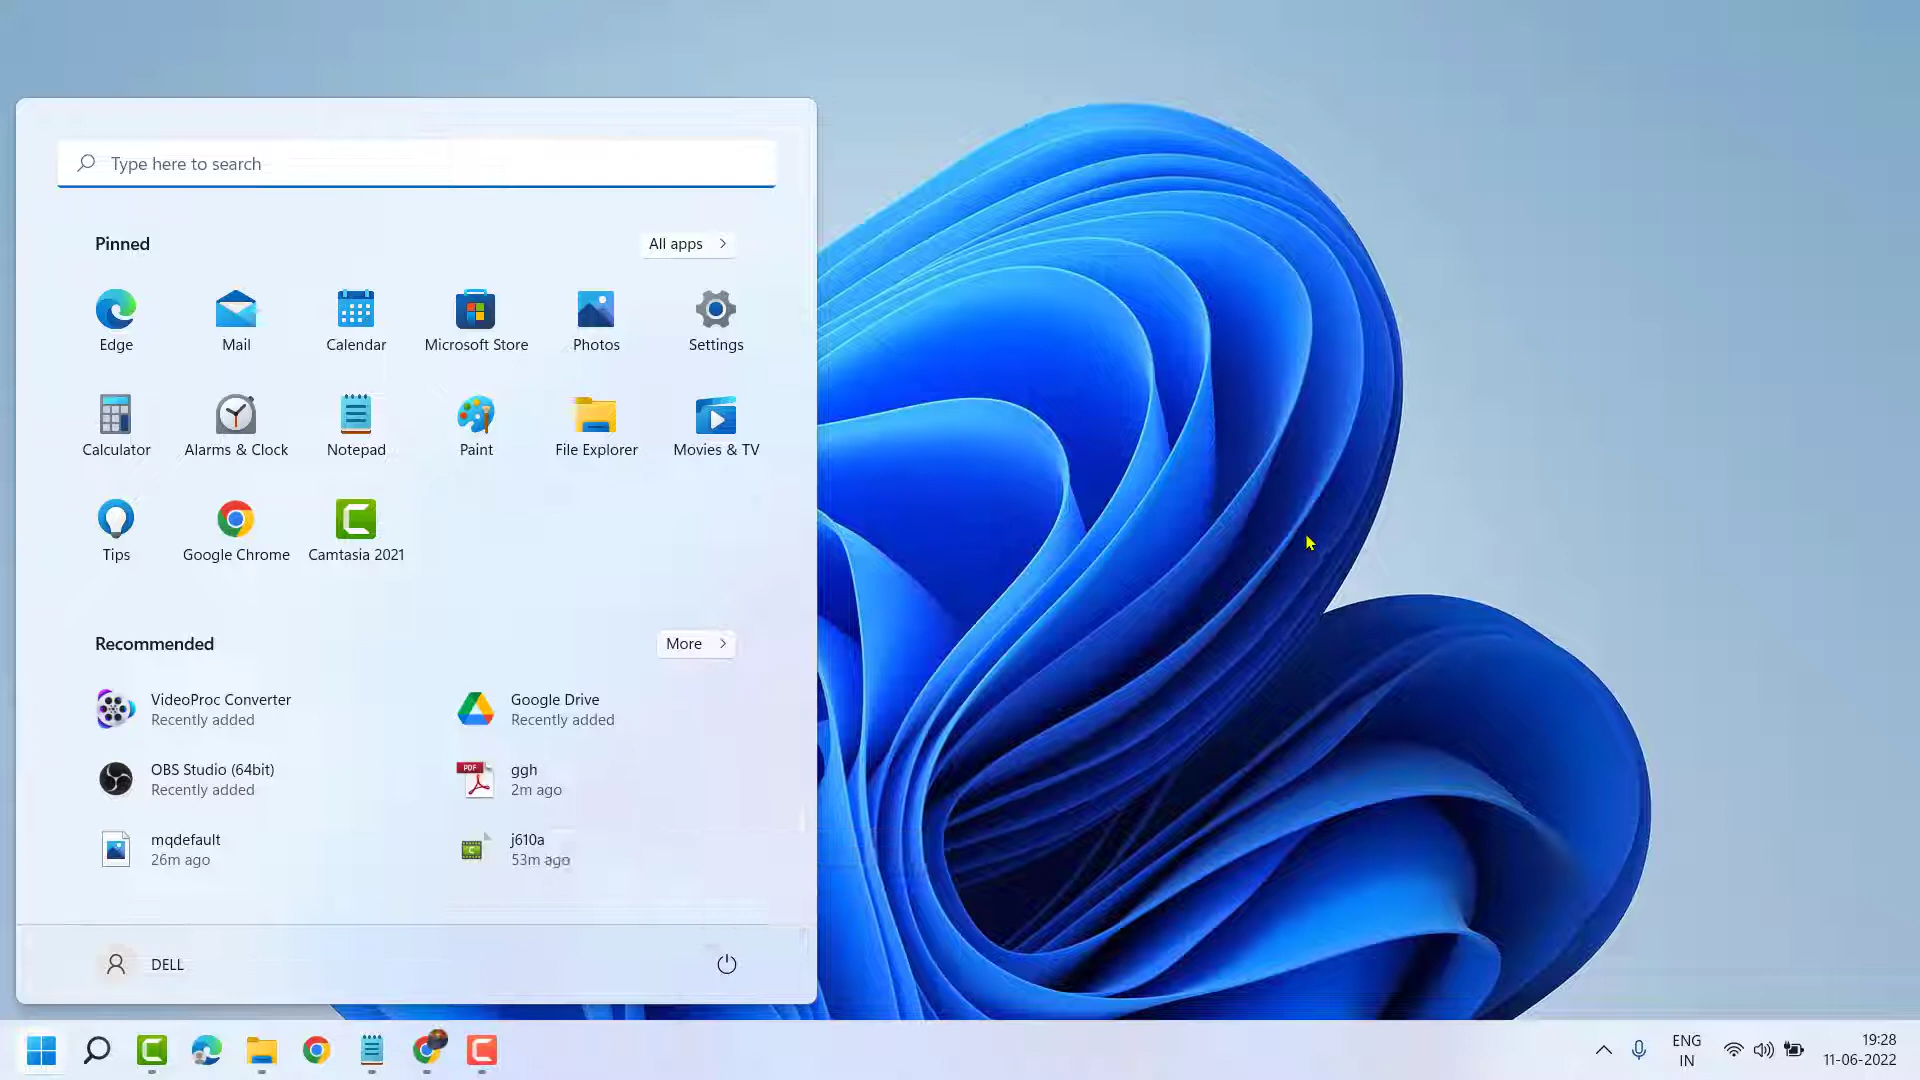 Type here to search
Pinned
All apps
Edge
Mail
Calendar
Microsoft Store
Photos
Settings
Calculator
Alarms & Clock
Notepad
Paint
File Explorer
Movies & TV
Tips
Google Chrome
Camtasia 2021
Recommended
More
VideoProc Converter
Recently added
Google Drive
Recently added
OBS Studio (64bit)
Recently added
PDF
ggh
2m ago
mqdefault
26m ago
j610a
53m ago
DELL
ENG
IN
19:28
11-06-2022